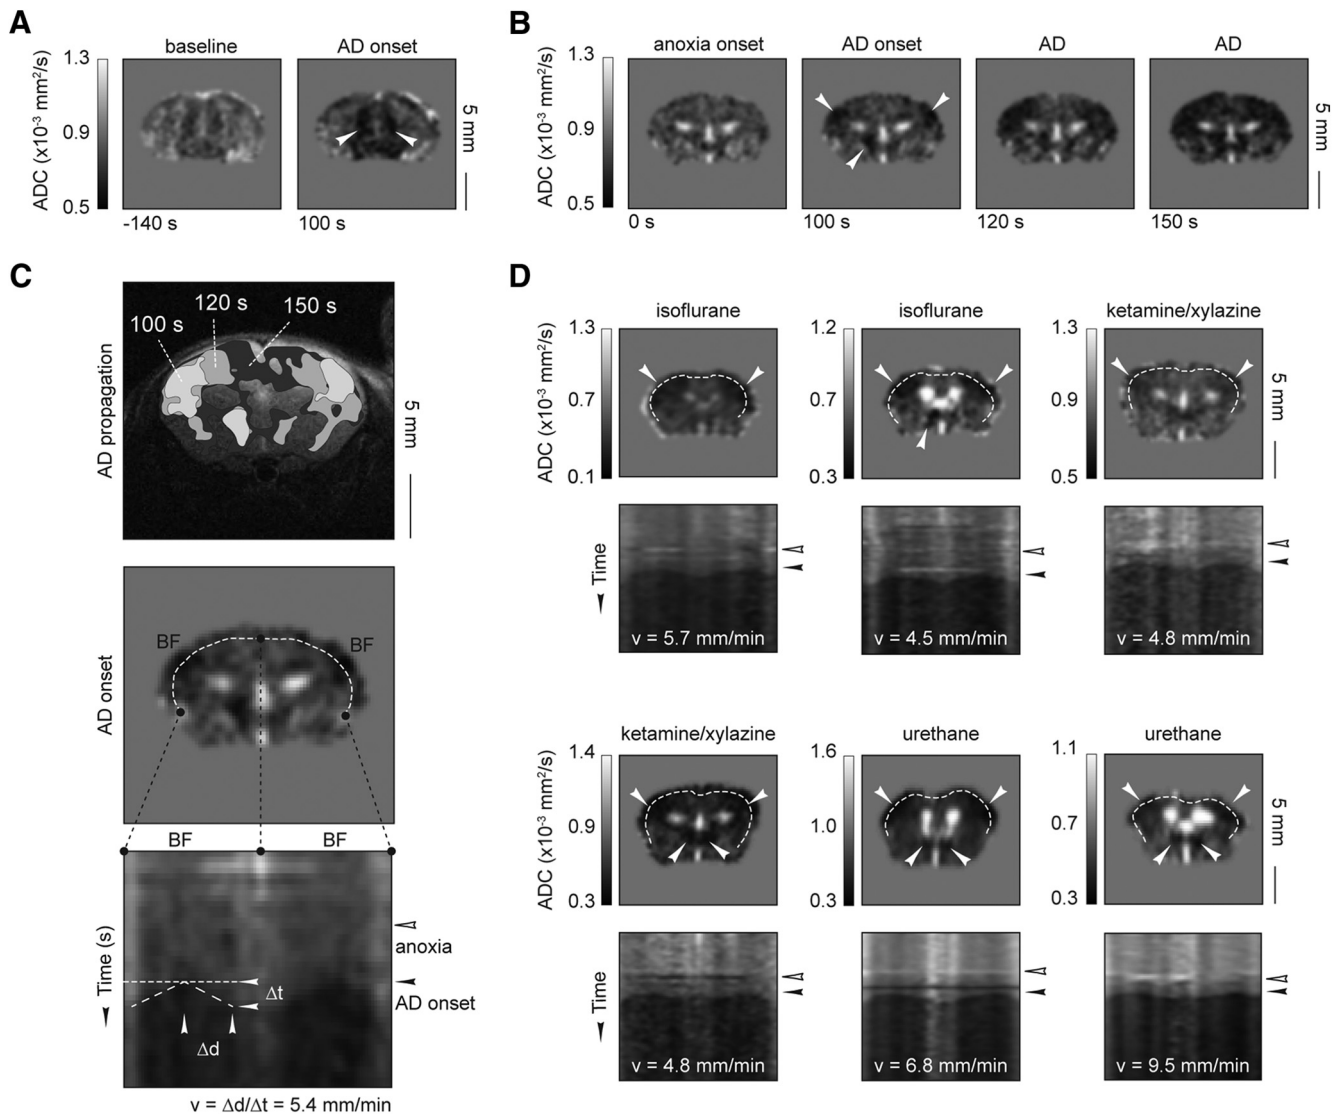 A
baseline
AD onset
ADC (x10⁻³ mm²/s)
1.3
0.9
0.5
-140 s
100 s
5 mm
B
anoxia onset
AD onset
AD
AD
ADC (x10⁻³ mm²/s)
1.3
0.9
0.5
0 s
100 s
120 s
150 s
5 mm
C
AD propagation
100 s
120 s
150 s
5 mm
AD onset
BF
BF
BF
BF
Time (s)
anoxia
AD onset
Δt
Δd
v = Δd/Δt = 5.4 mm/min
D
isoflurane
isoflurane
ketamine/xylazine
ADC (x10⁻³ mm²/s)
1.3
0.7
0.1
1.2
0.7
0.3
1.3
0.9
0.5
5 mm
Time
v = 5.7 mm/min
v = 4.5 mm/min
v = 4.8 mm/min
ketamine/xylazine
urethane
urethane
ADC (x10⁻³ mm²/s)
1.4
0.9
0.3
1.6
1.0
0.3
1.1
0.7
0.3
5 mm
Time
v = 4.8 mm/min
v = 6.8 mm/min
v = 9.5 mm/min